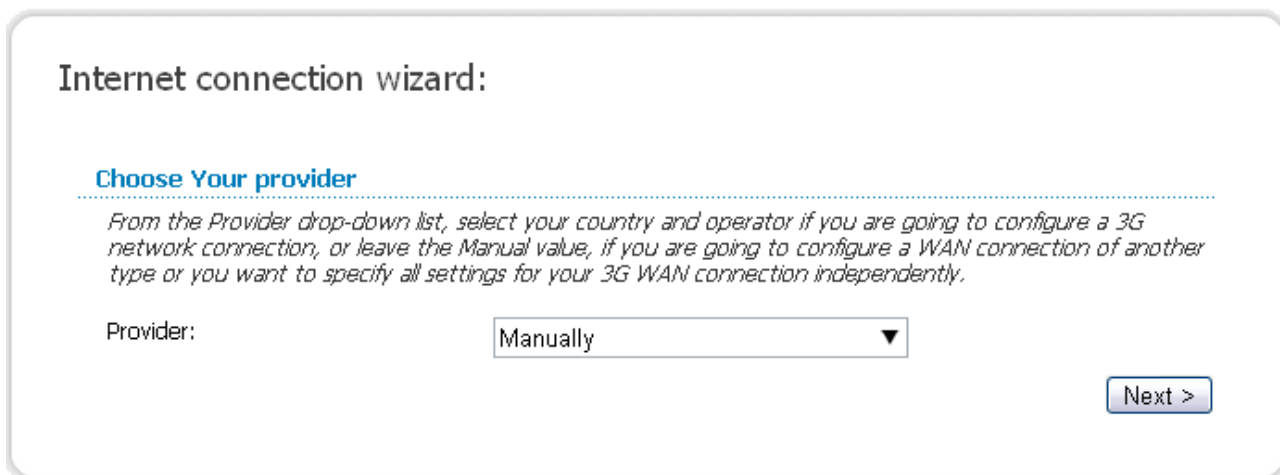 Internet connection wizard:
Choose Your provider
From the Provider drop-down list, select your country and operator if you are going to configure a 3G
network connection, or leave the Manual value, if you are going to configure a WAN connection of another
type or you want to specify all settings for your 3G WAN connection independently.
Provider:
Manually
Next >